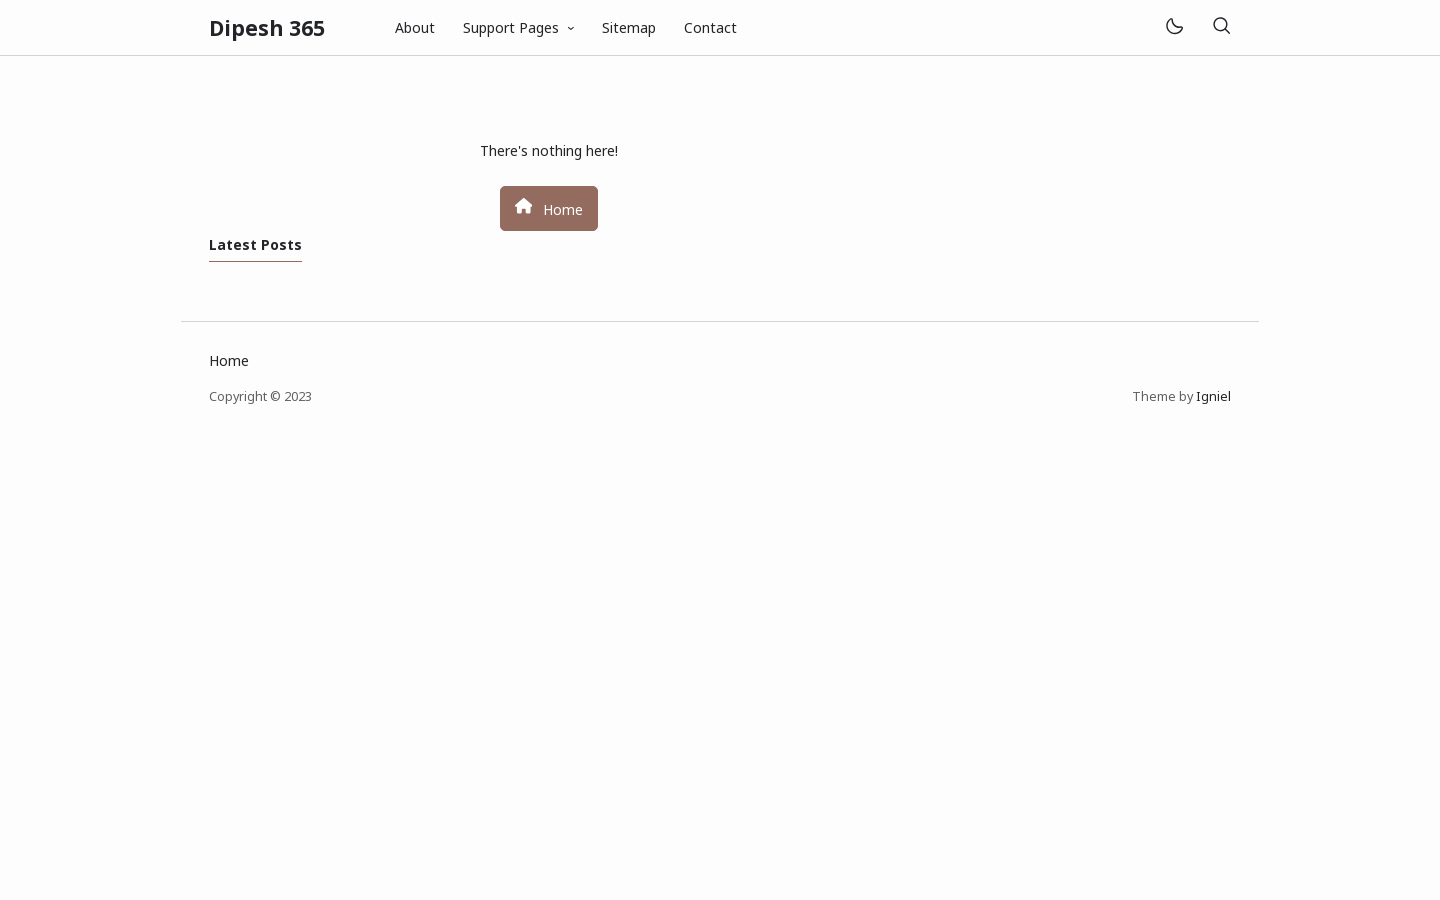 Dipesh 365
About
Support Pages
Sitemap
Contact
There's nothing here!
Home
Latest Posts
Home
Copyright © 2023
Theme by Igniel